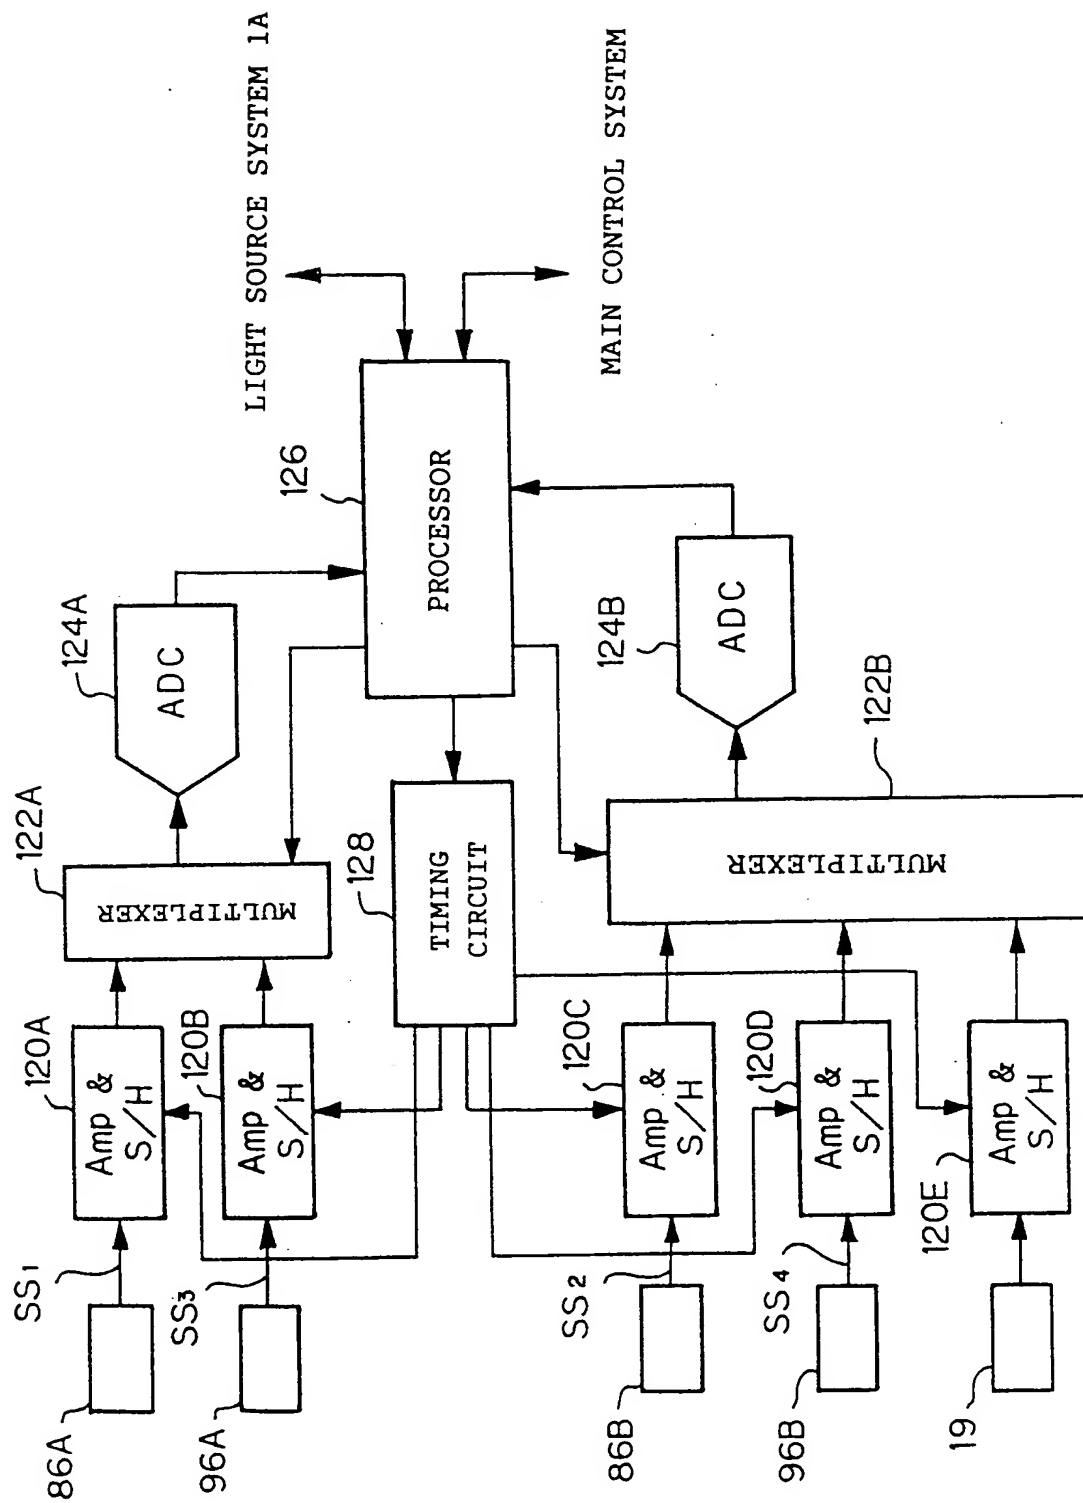 LIGHT SOURCE SYSTEM 1A
MAIN CONTROL SYSTEM
126
PROCESSOR
124A
ADC
124B
ADC
122A
MULTIPLEXER
128
TIMING
CIRCUIT
122B
MULTIPLEXER
120A
Amp &
S/H
120B
Amp &
S/H
120C
Amp &
S/H
120D
Amp &
S/H
120E
Amp &
S/H
SS1
SS3
SS2
SS4
86A
96A
86B
96B
19